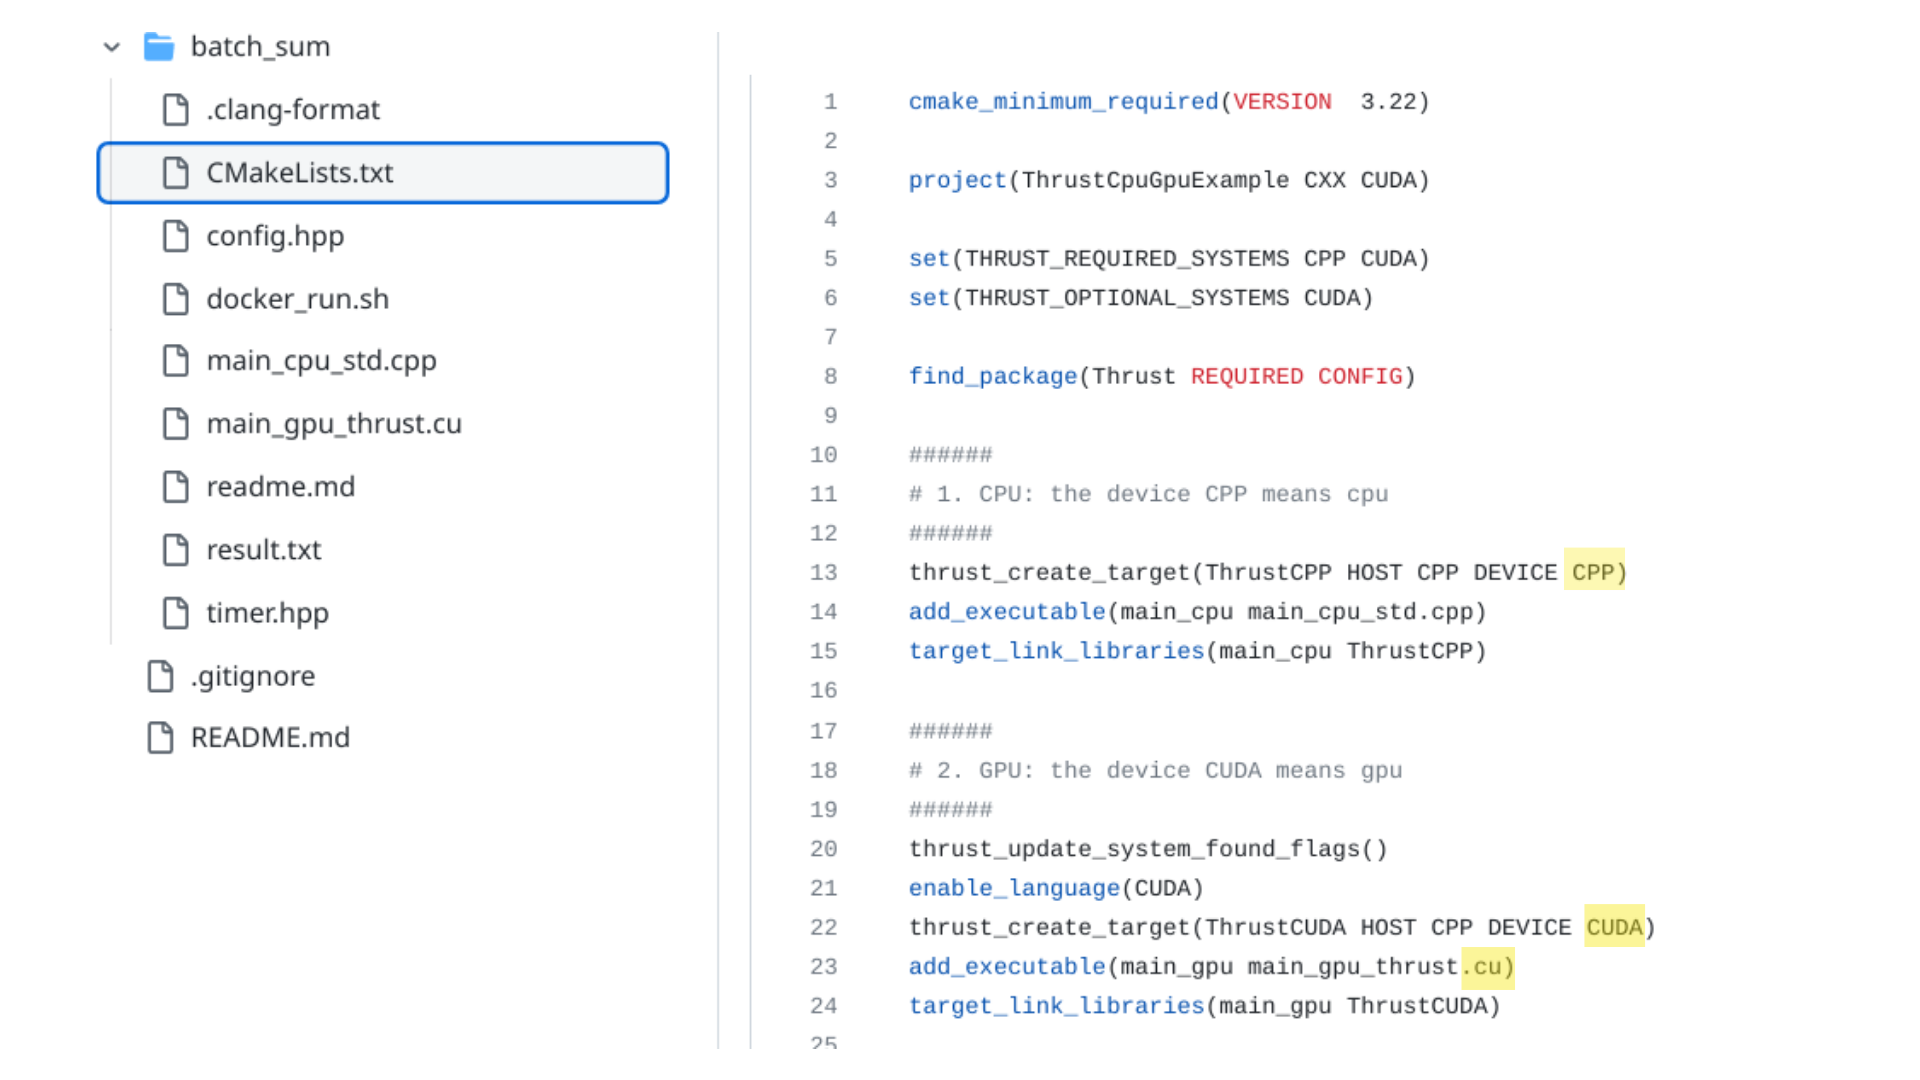 batch_sum
.clang-format
CMakeLists.txt
config.hpp
docker_run.sh
main_cpu_std.cpp
main_gpu_thrust.cu
readme.md
result.txt
timer.hpp
.gitignore
README.md
1 cmake_minimum_required(VERSION  3.22)
2
3 project(ThrustCpuGpuExample CXX CUDA)
4
5 set(THRUST_REQUIRED_SYSTEMS CPP CUDA)
6 set(THRUST_OPTIONAL_SYSTEMS CUDA)
7
8 find_package(Thrust REQUIRED CONFIG)
9
10 ######
11 # 1. CPU: the device CPP means cpu
12 ######
13 thrust_create_target(ThrustCPP HOST CPP DEVICE CPP)
14 add_executable(main_cpu main_cpu_std.cpp)
15 target_link_libraries(main_cpu ThrustCPP)
16
17 ######
18 # 2. GPU: the device CUDA means gpu
19 ######
20 thrust_update_system_found_flags()
21 enable_language(CUDA)
22 thrust_create_target(ThrustCUDA HOST CPP DEVICE CUDA)
23 add_executable(main_gpu main_gpu_thrust.cu)
24 target_link_libraries(main_gpu ThrustCUDA)
25